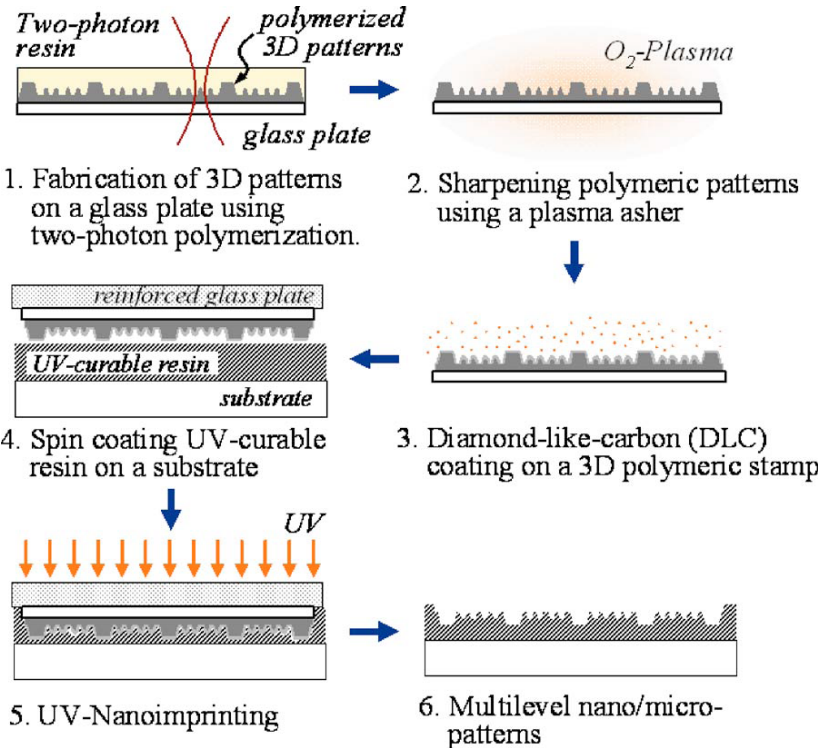 Two-photon
resin
polymerized
3D patterns
glass plate
1. Fabrication of 3D patterns
on a glass plate using
two-photon polymerization.
O2-Plasma
2. Sharpening polymeric patterns
using a plasma asher
3. Diamond-like-carbon (DLC)
coating on a 3D polymeric stamp
reinforced glass plate
UV-curable resin
substrate
4. Spin coating UV-curable
resin on a substrate
UV
5. UV-Nanoimprinting
6. Multilevel nano/micro-
patterns